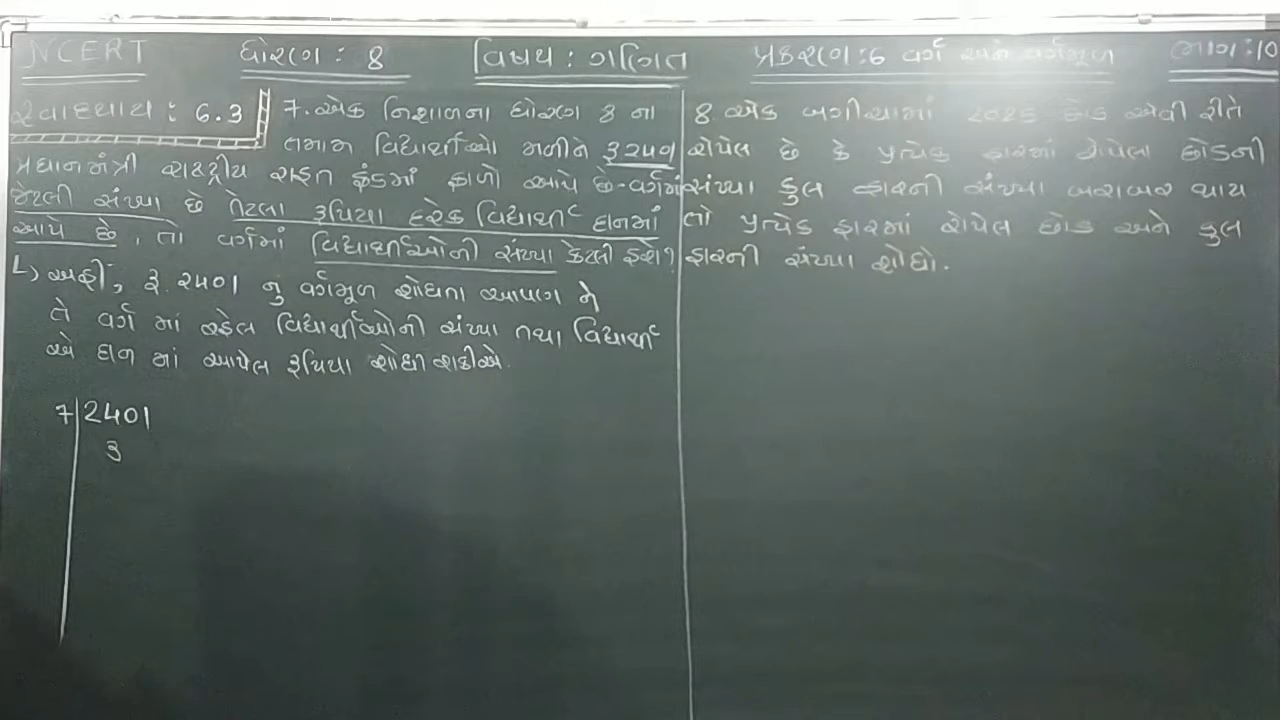 NCERT ધોરણ : 8 વિષય : ગણિત પ્રકરણ : 6 વર્ગ અને વર્ગમૂળ ભાગ : 10
સ્વાધ્યાય : 6.3
7. એક નિશાળના ધોરણ 8 ના
તમામ વિદ્યાર્થીઓ મળીને રૂ 2401
પ્રધાનમંત્રી રાષ્ટ્રીય રાહત ફંડમાં ફાળો આપે છે. વર્ગમાં
જેટલી સંખ્યા છે તેટલા રૂપિયા દરેક વિદ્યાર્થી દાનમાં
આપે છે, તો વર્ગમાં વિદ્યાર્થીઓની સંખ્યા કેટલી હશે?
અહીં, રૂ. 2401 નુ વર્ગમૂળ શોધતા આપણ ને
તે વર્ગ માં રહેલ વિદ્યાર્થીઓની સંખ્યા તથા વિદ્યાર્થી
એ દાન માં આપેલ રૂપિયા શોધી શકીએ.
7 2401
3
8 એક બગીચામાં 2025 છોડ એવી રીતે
રોપેલ છે કે પ્રત્યેક હારમાં રોપેલા છોડની
સંખ્યા કુલ હારની સંખ્યા બરાબર થાય
તો પ્રત્યેક હારમાં રોપેલ છોડ અને કુલ
હારની સંખ્યા શોધો.